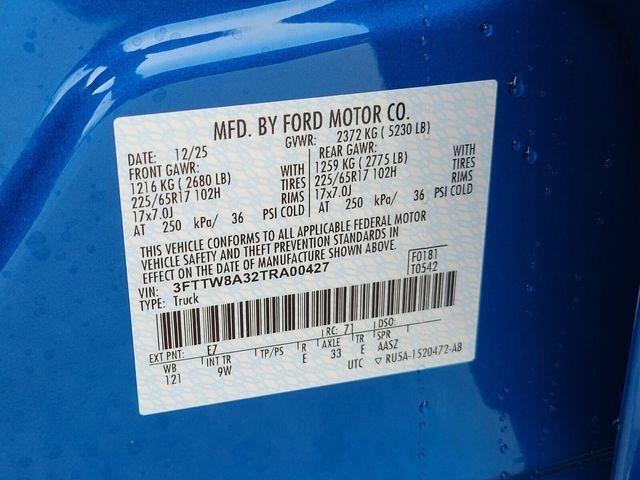 MFD. BY FORD MOTOR CO.
DATE: 12/25 GVWR: 2372 KG ( 5230 LB)
FRONT GAWR: REAR GAWR:
1216 KG ( 2680 LB) WITH 1259 KG ( 2775 LB) WITH
225/65R17 102H TIRES 225/65R17 102H TIRES
17x7.0J RIMS 17x7.0J RIMS
AT 250 kPa/ 36 PSI COLD AT 250 kPa/ 36 PSI COLD
THIS VEHICLE CONFORMS TO ALL APPLICABLE FEDERAL MOTOR
VEHICLE SAFETY AND THEFT PREVENTION STANDARDS IN
EFFECT ON THE DATE OF MANUFACTURE SHOWN ABOVE.
VIN: 3FTTW8A32TRA00427 F0181
TYPE: Truck T0542
EXT PNT: E7 RC: 71 DSO:
WB INT TR TP/PS R AXLE TR SPR
121 9W E 33 E AASZ
UTC ▽ RU5A-1520472-AB